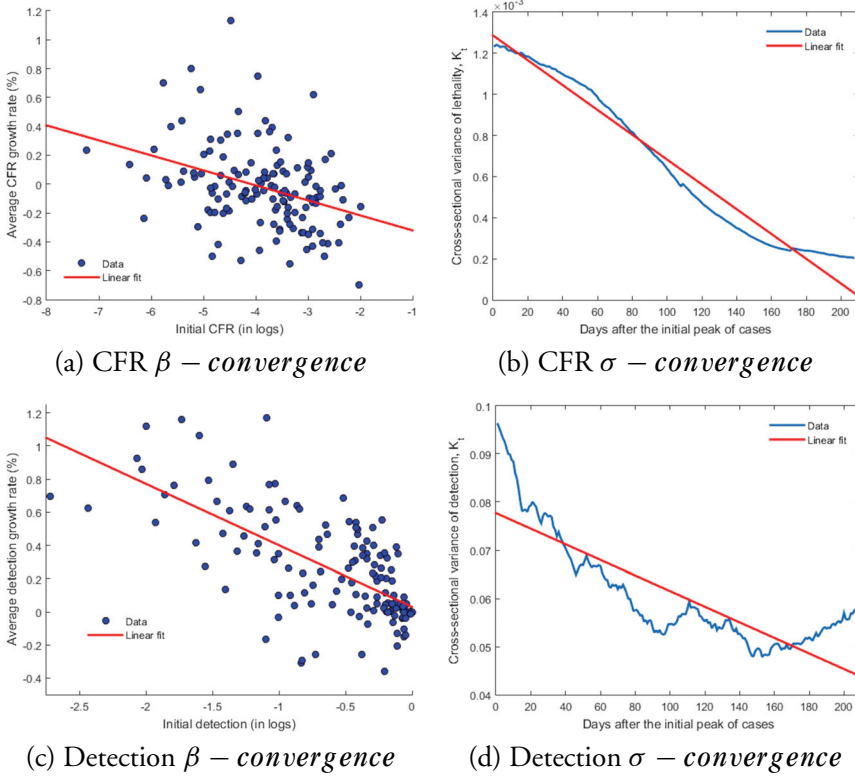 Average CFR growth rate (%)
1.2
1
0.8
0.6
0.4
0.2
0
-0.2
-0.4
-0.6
-0.8
-8 -7 -6 -5 -4 -3 -2 -1
Initial CFR (in logs)
Data
Linear fit
(a) CFR β − convergence
×10⁻³
Cross-sectional variance of lethality, Kₜ
1.4
1.2
1
0.8
0.6
0.4
0.2
0
0 20 40 60 80 100 120 140 160 180 200
Days after the initial peak of cases
Data
Linear fit
(b) CFR σ − convergence
Average detection growth rate (%)
1.2
1
0.8
0.6
0.4
0.2
0
-0.2
-0.4
-2.5 -2 -1.5 -1 -0.5 0
Initial detection (in logs)
Data
Linear fit
(c) Detection β − convergence
Cross-sectional variance of detection, Kₜ
0.1
0.09
0.08
0.07
0.06
0.05
0.04
0 20 40 60 80 100 120 140 160 180 200
Days after the initial peak of cases
Data
Linear fit
(d) Detection σ − convergence